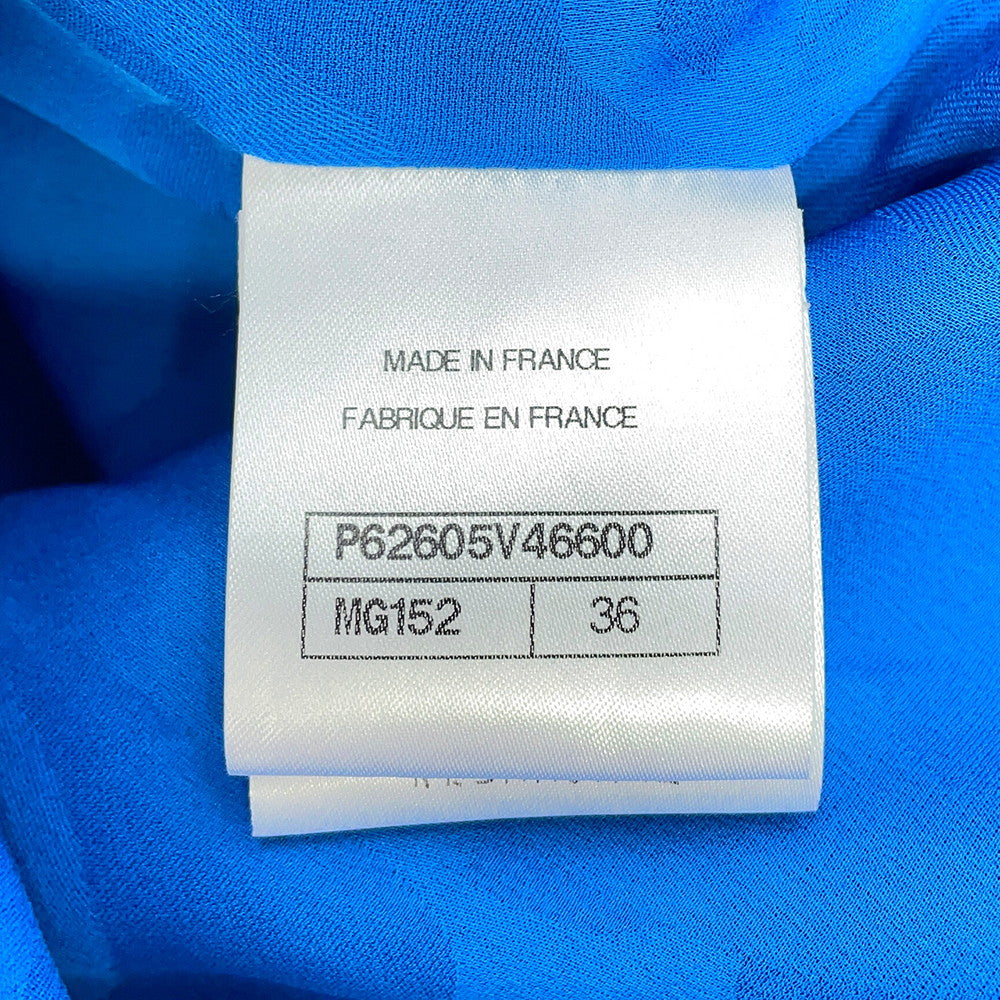 MADE IN FRANCE
FABRIQUE EN FRANCE
P62605V46600
MG152 36